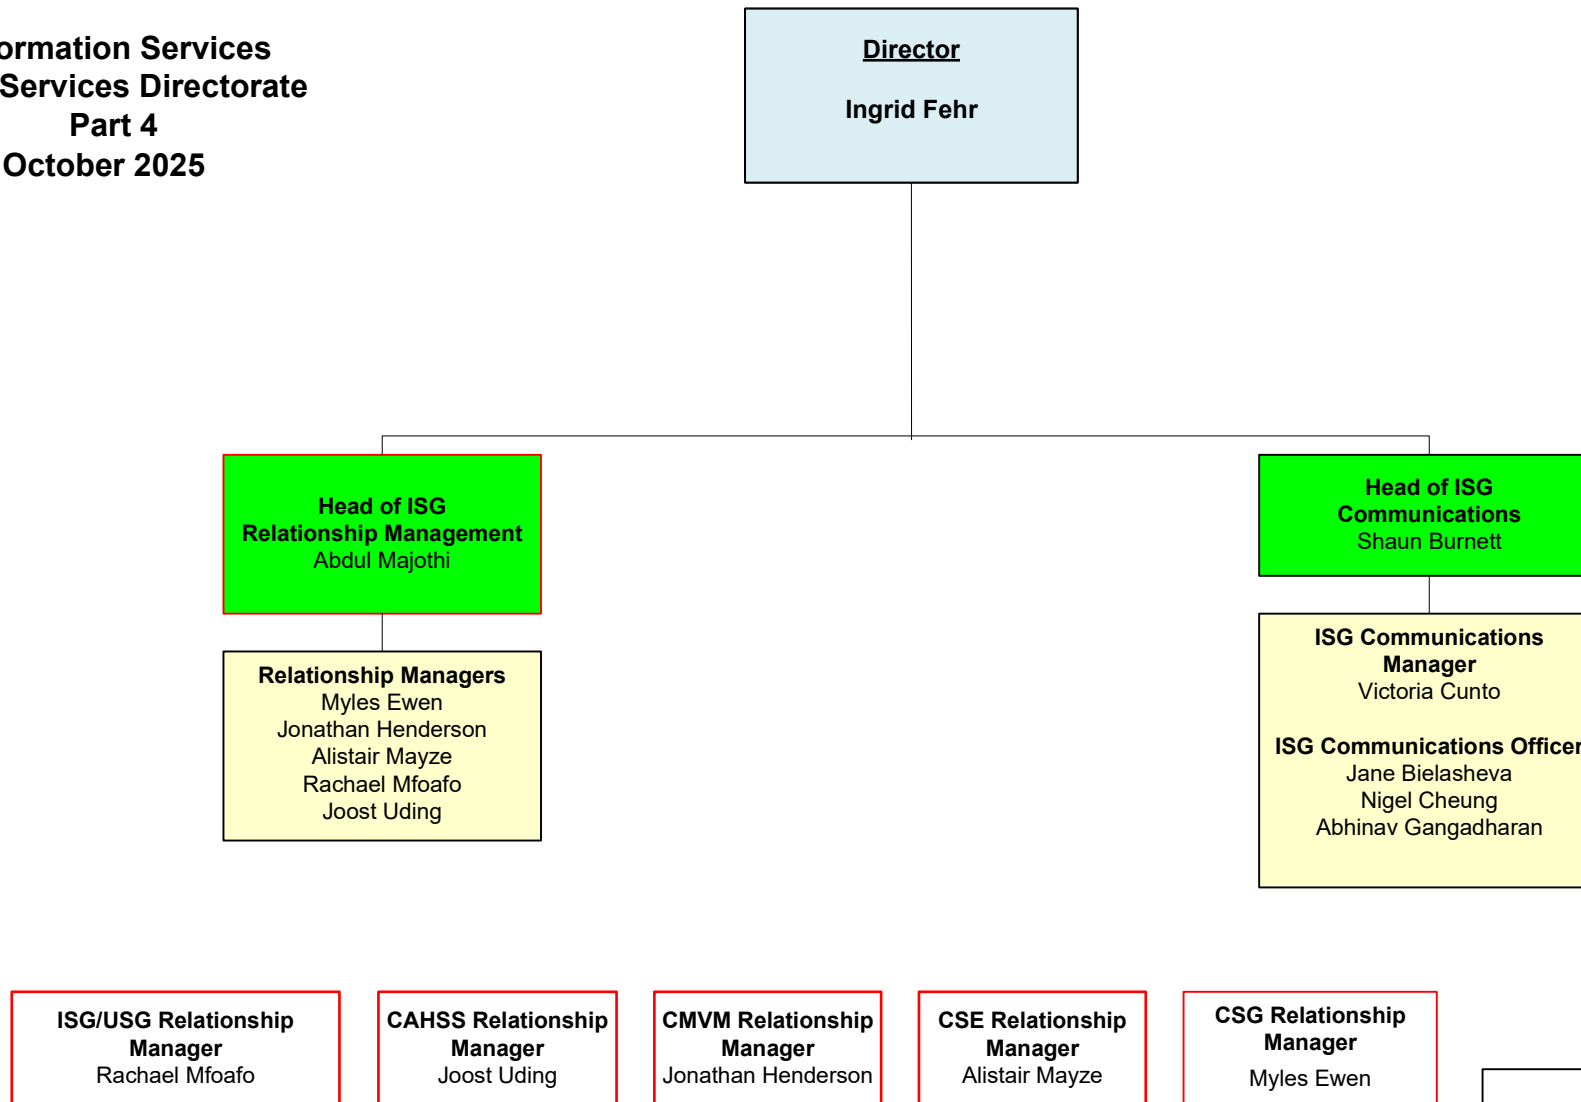 ormation Services
Services Directorate
Part 4
October 2025
Director
Ingrid Fehr
Head of ISG
Relationship Management
Abdul Majothi
Head of ISG
Communications
Shaun Burnett
Relationship Managers
Myles Ewen
Jonathan Henderson
Alistair Mayze
Rachael Mfoafo
Joost Uding
ISG Communications
Manager
Victoria Cunto
ISG Communications Officer
Jane Bielasheva
Nigel Cheung
Abhinav Gangadharan
ISG/USG Relationship
Manager
Rachael Mfoafo
CAHSS Relationship
Manager
Joost Uding
CMVM Relationship
Manager
Jonathan Henderson
CSE Relationship
Manager
Alistair Mayze
CSG Relationship
Manager
Myles Ewen